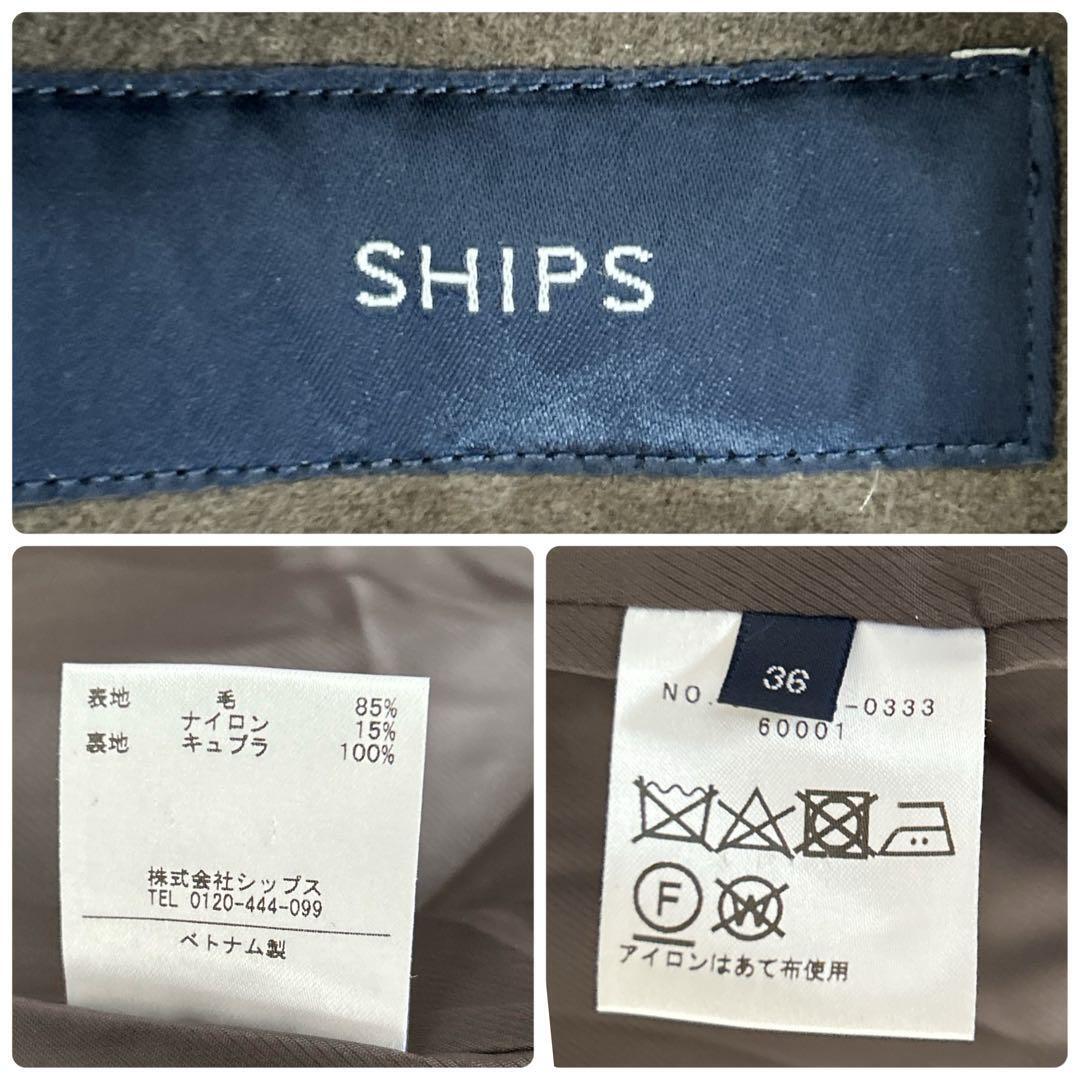 SHIPS
表地 毛 85%
ナイロン 15%
裏地 キュプラ 100%
株式会社シップス
TEL 0120-444-099
ベトナム製
36
NO. -0333
60001
F
W
アイロンはあて布使用